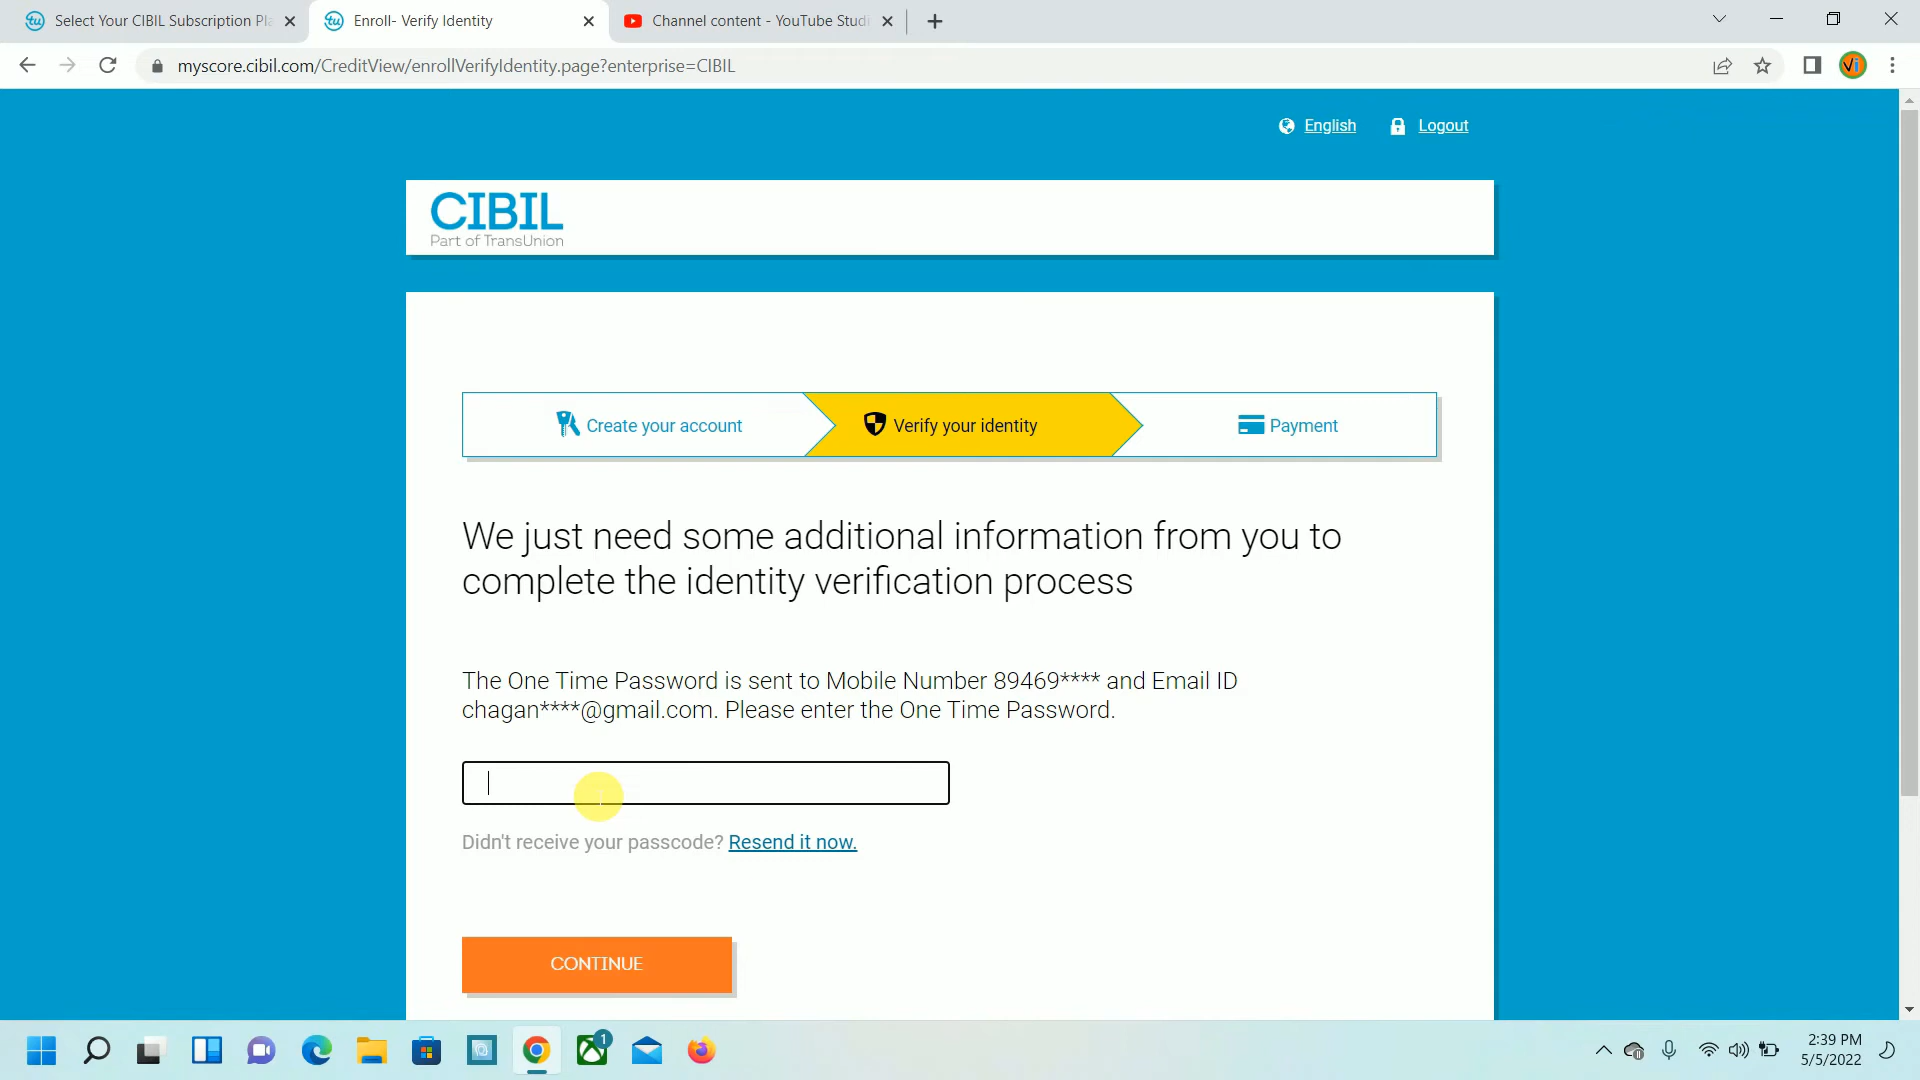 Select Your CIBIL Subscription Pla
Enroll- Verify Identity
Channel content - YouTube Studi
myscore.cibil.com/CreditView/enrollVerifyIdentity.page?enterprise=CIBIL
English
Logout
CIBIL
Part of TransUnion
Create your account
Verify your identity
Payment
We just need some additional information from you to
complete the identity verification process
The One Time Password is sent to Mobile Number 89469**** and Email ID
chagan****@gmail.com. Please enter the One Time Password.
Didn't receive your passcode? Resend it now.
CONTINUE
1
2:39 PM
5/5/2022